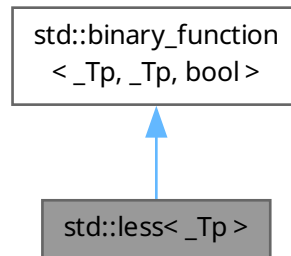 std::binary_function
< _Tp, _Tp, bool >
std::less< _Tp >